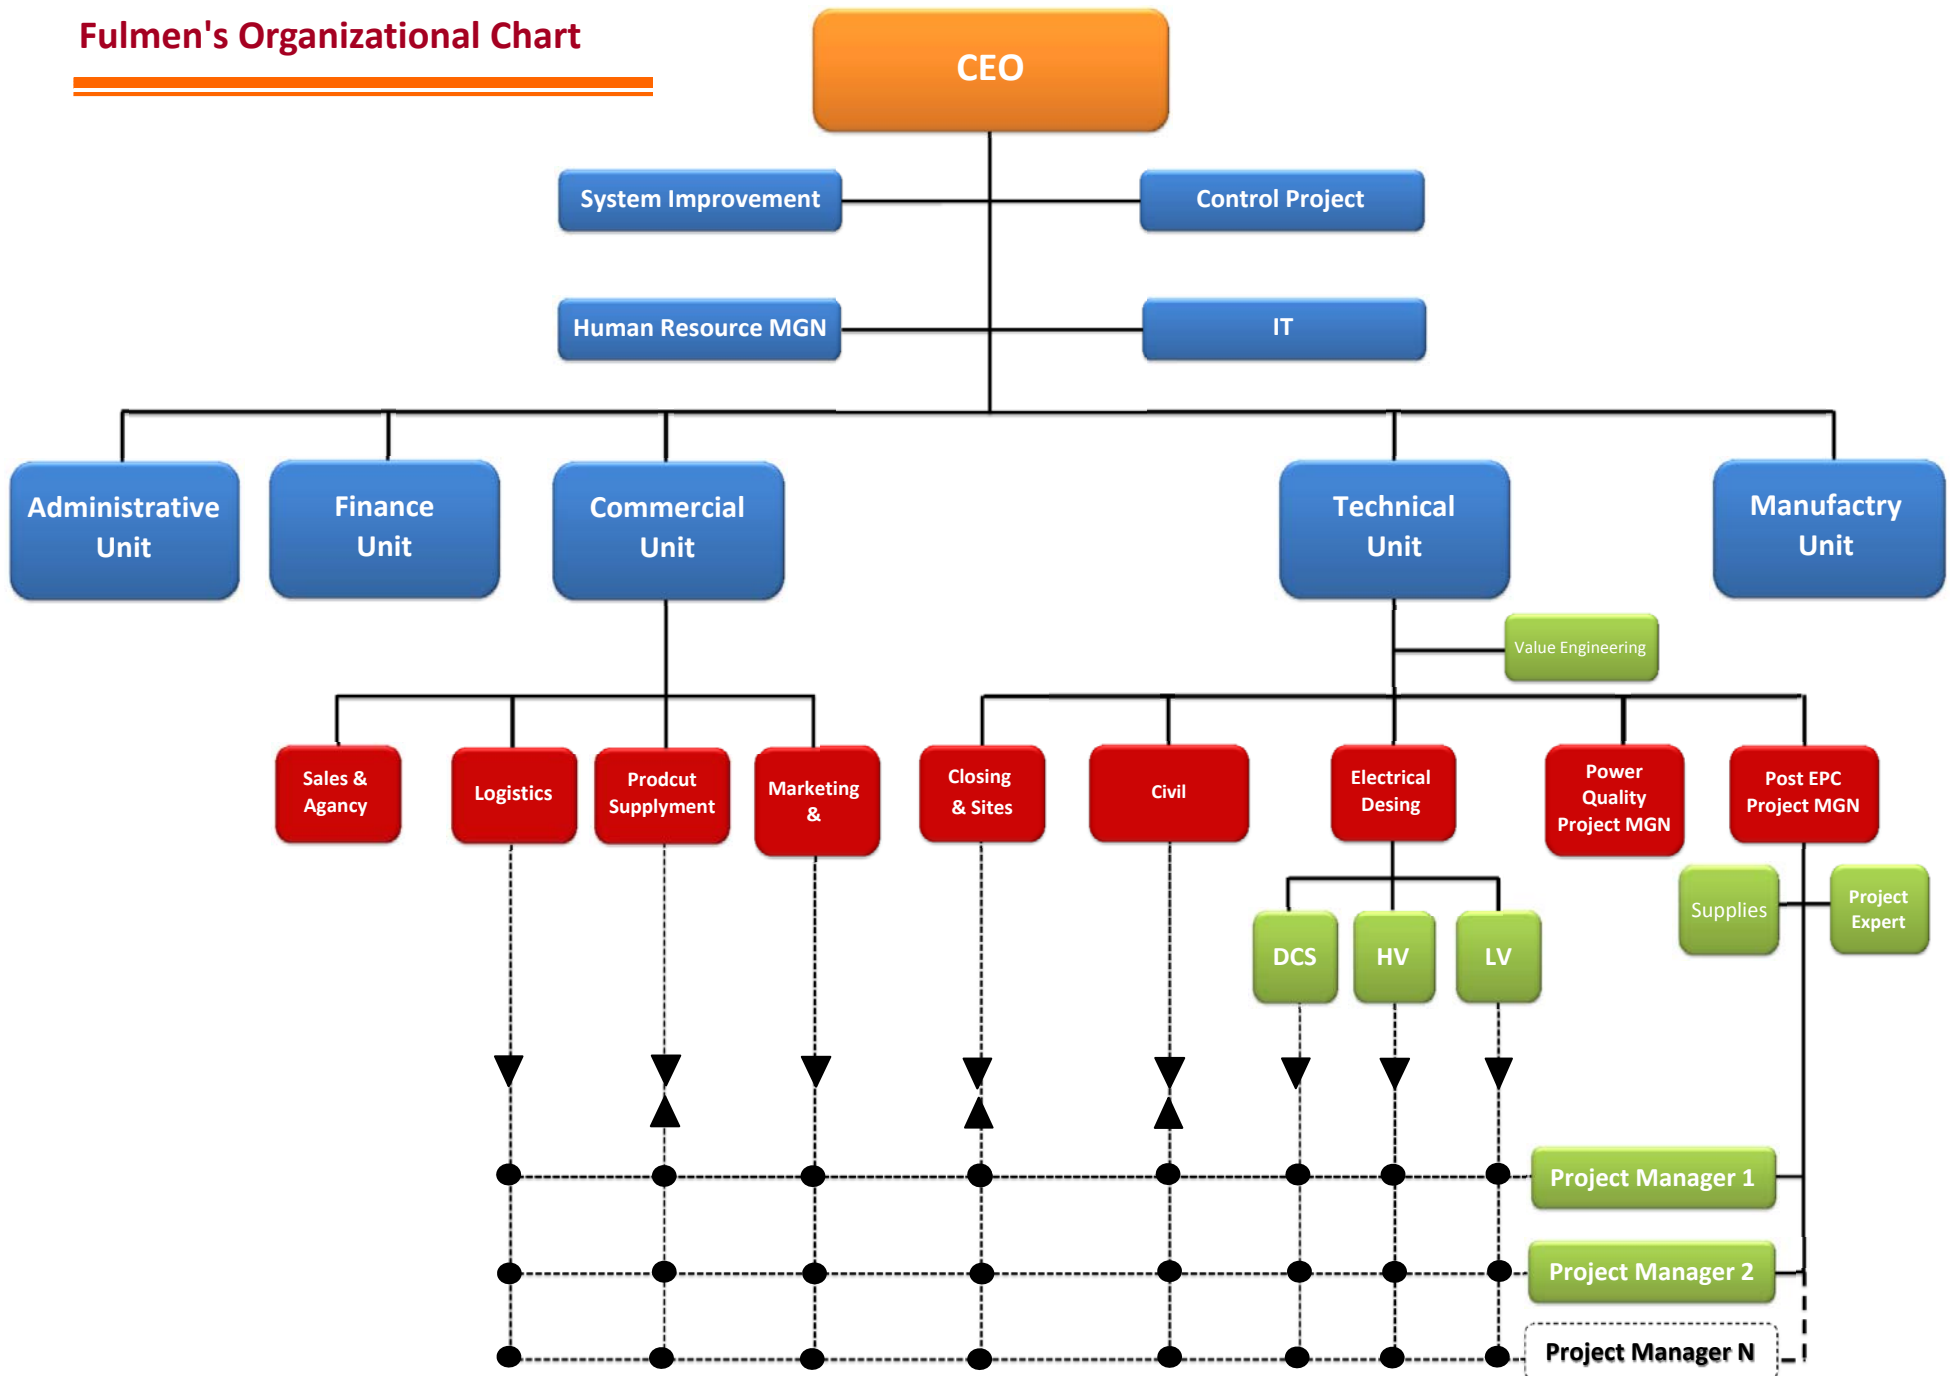 Fulmen's Organizational Chart
CEO
System Improvement
Control Project
Human Resource MGN
IT
Administrative
Unit
Finance
Unit
Commercial
Unit
Technical
Unit
Manufactry
Unit
Value Engineering
Sales &
Agancy
Logistics
Prodcut
Supplyment
Marketing
&
Closing
& Sites
Civil
Electrical
Desing
Power
Quality
Project MGN
Post EPC
Project MGN
Supplies
Project
Expert
DCS
HV
LV
Project Manager 1
Project Manager 2
Project Manager N